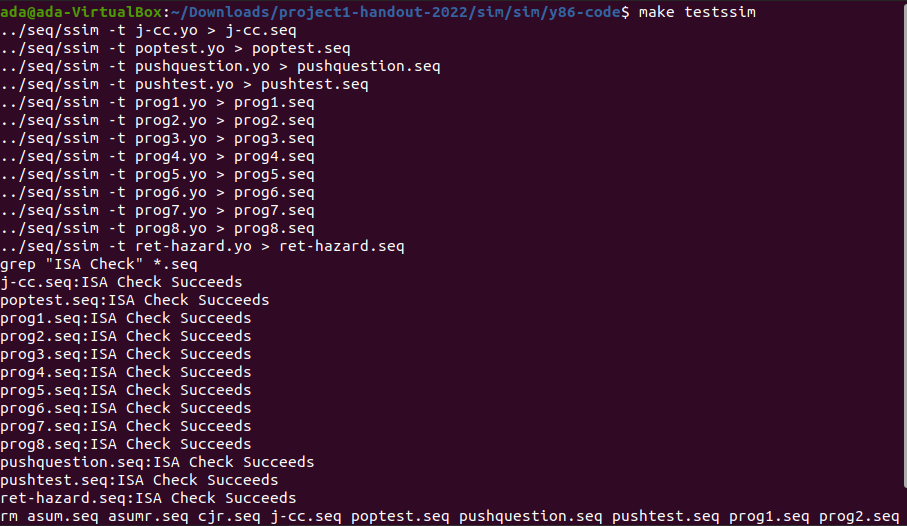 ada@ada-VirtualBox:~/Downloads/project1-handout-2022/sim/sim/y86-code$ make testssim
../seq/ssim -t j-cc.yo > j-cc.seq
../seq/ssim -t poptest.yo > poptest.seq
../seq/ssim -t pushquestion.yo > pushquestion.seq
../seq/ssim -t pushtest.yo > pushtest.seq
../seq/ssim -t prog1.yo > prog1.seq
../seq/ssim -t prog2.yo > prog2.seq
../seq/ssim -t prog3.yo > prog3.seq
../seq/ssim -t prog4.yo > prog4.seq
../seq/ssim -t prog5.yo > prog5.seq
../seq/ssim -t prog6.yo > prog6.seq
../seq/ssim -t prog7.yo > prog7.seq
../seq/ssim -t prog8.yo > prog8.seq
../seq/ssim -t ret-hazard.yo > ret-hazard.seq
grep "ISA Check" *.seq
j-cc.seq:ISA Check Succeeds
poptest.seq:ISA Check Succeeds
prog1.seq:ISA Check Succeeds
prog2.seq:ISA Check Succeeds
prog3.seq:ISA Check Succeeds
prog4.seq:ISA Check Succeeds
prog5.seq:ISA Check Succeeds
prog6.seq:ISA Check Succeeds
prog7.seq:ISA Check Succeeds
prog8.seq:ISA Check Succeeds
pushquestion.seq:ISA Check Succeeds
pushtest.seq:ISA Check Succeeds
ret-hazard.seq:ISA Check Succeeds
rm asum.seq asumr.seq cjr.seq j-cc.seq poptest.seq pushquestion.seq pushtest.seq prog1.seq prog2.seq